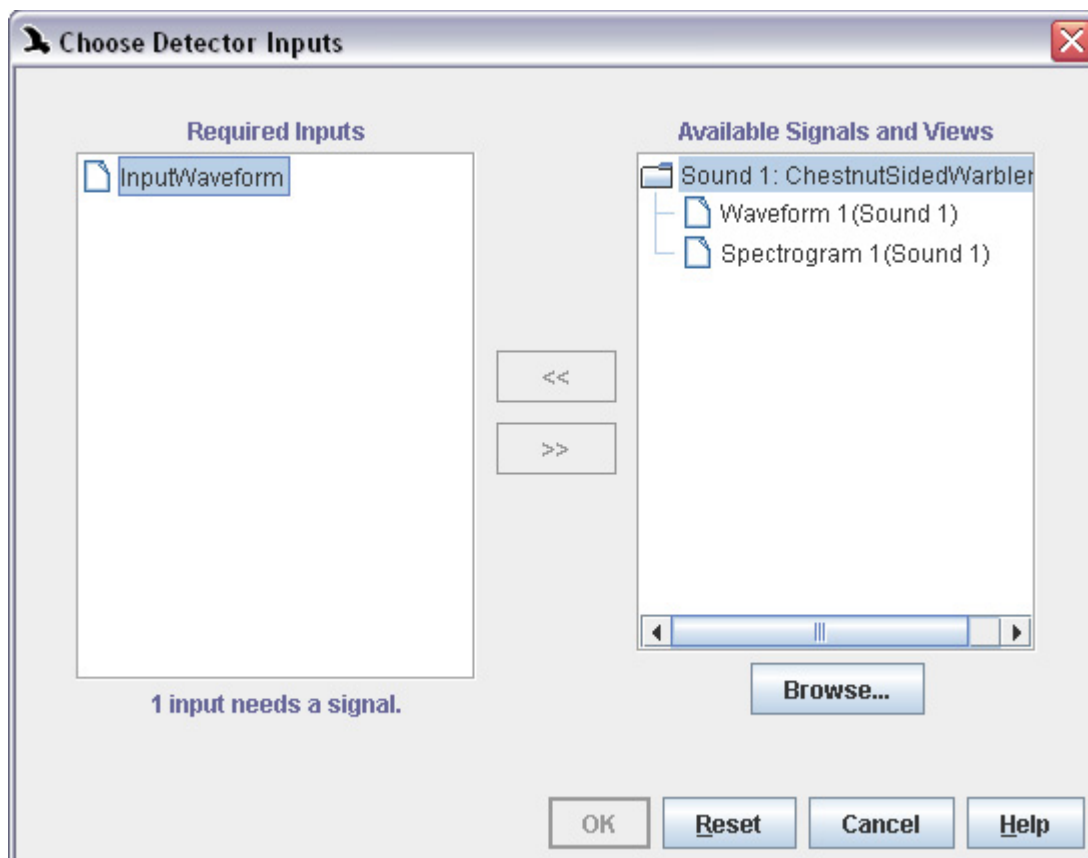 Choose Detector Inputs
Required Inputs
InputWaveform
1 input needs a signal.
<<
>>
Available Signals and Views
Sound 1: ChestnutSidedWarbler
Waveform 1(Sound 1)
Spectrogram 1(Sound 1)
Browse...
OK
Reset
Cancel
Help